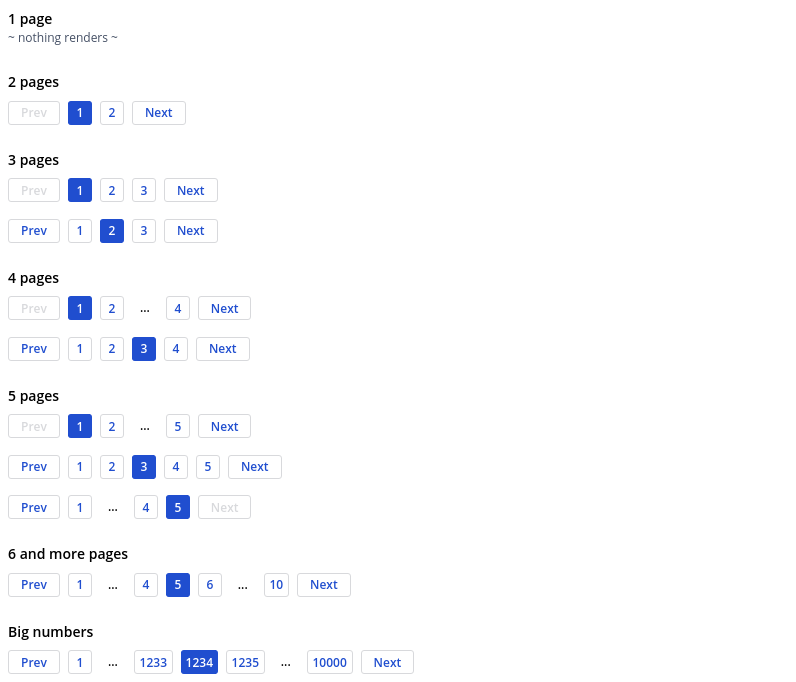 1 page
~ nothing renders ~
2 pages
Prev 1 2 Next
3 pages
Prev 1 2 3 Next
Prev 1 2 3 Next
4 pages
Prev 1 2 ... 4 Next
Prev 1 2 3 4 Next
5 pages
Prev 1 2 ... 5 Next
Prev 1 2 3 4 5 Next
Prev 1 ... 4 5 Next
6 and more pages
Prev 1 ... 4 5 6 ... 10 Next
Big numbers
Prev 1 ... 1233 1234 1235 ... 10000 Next